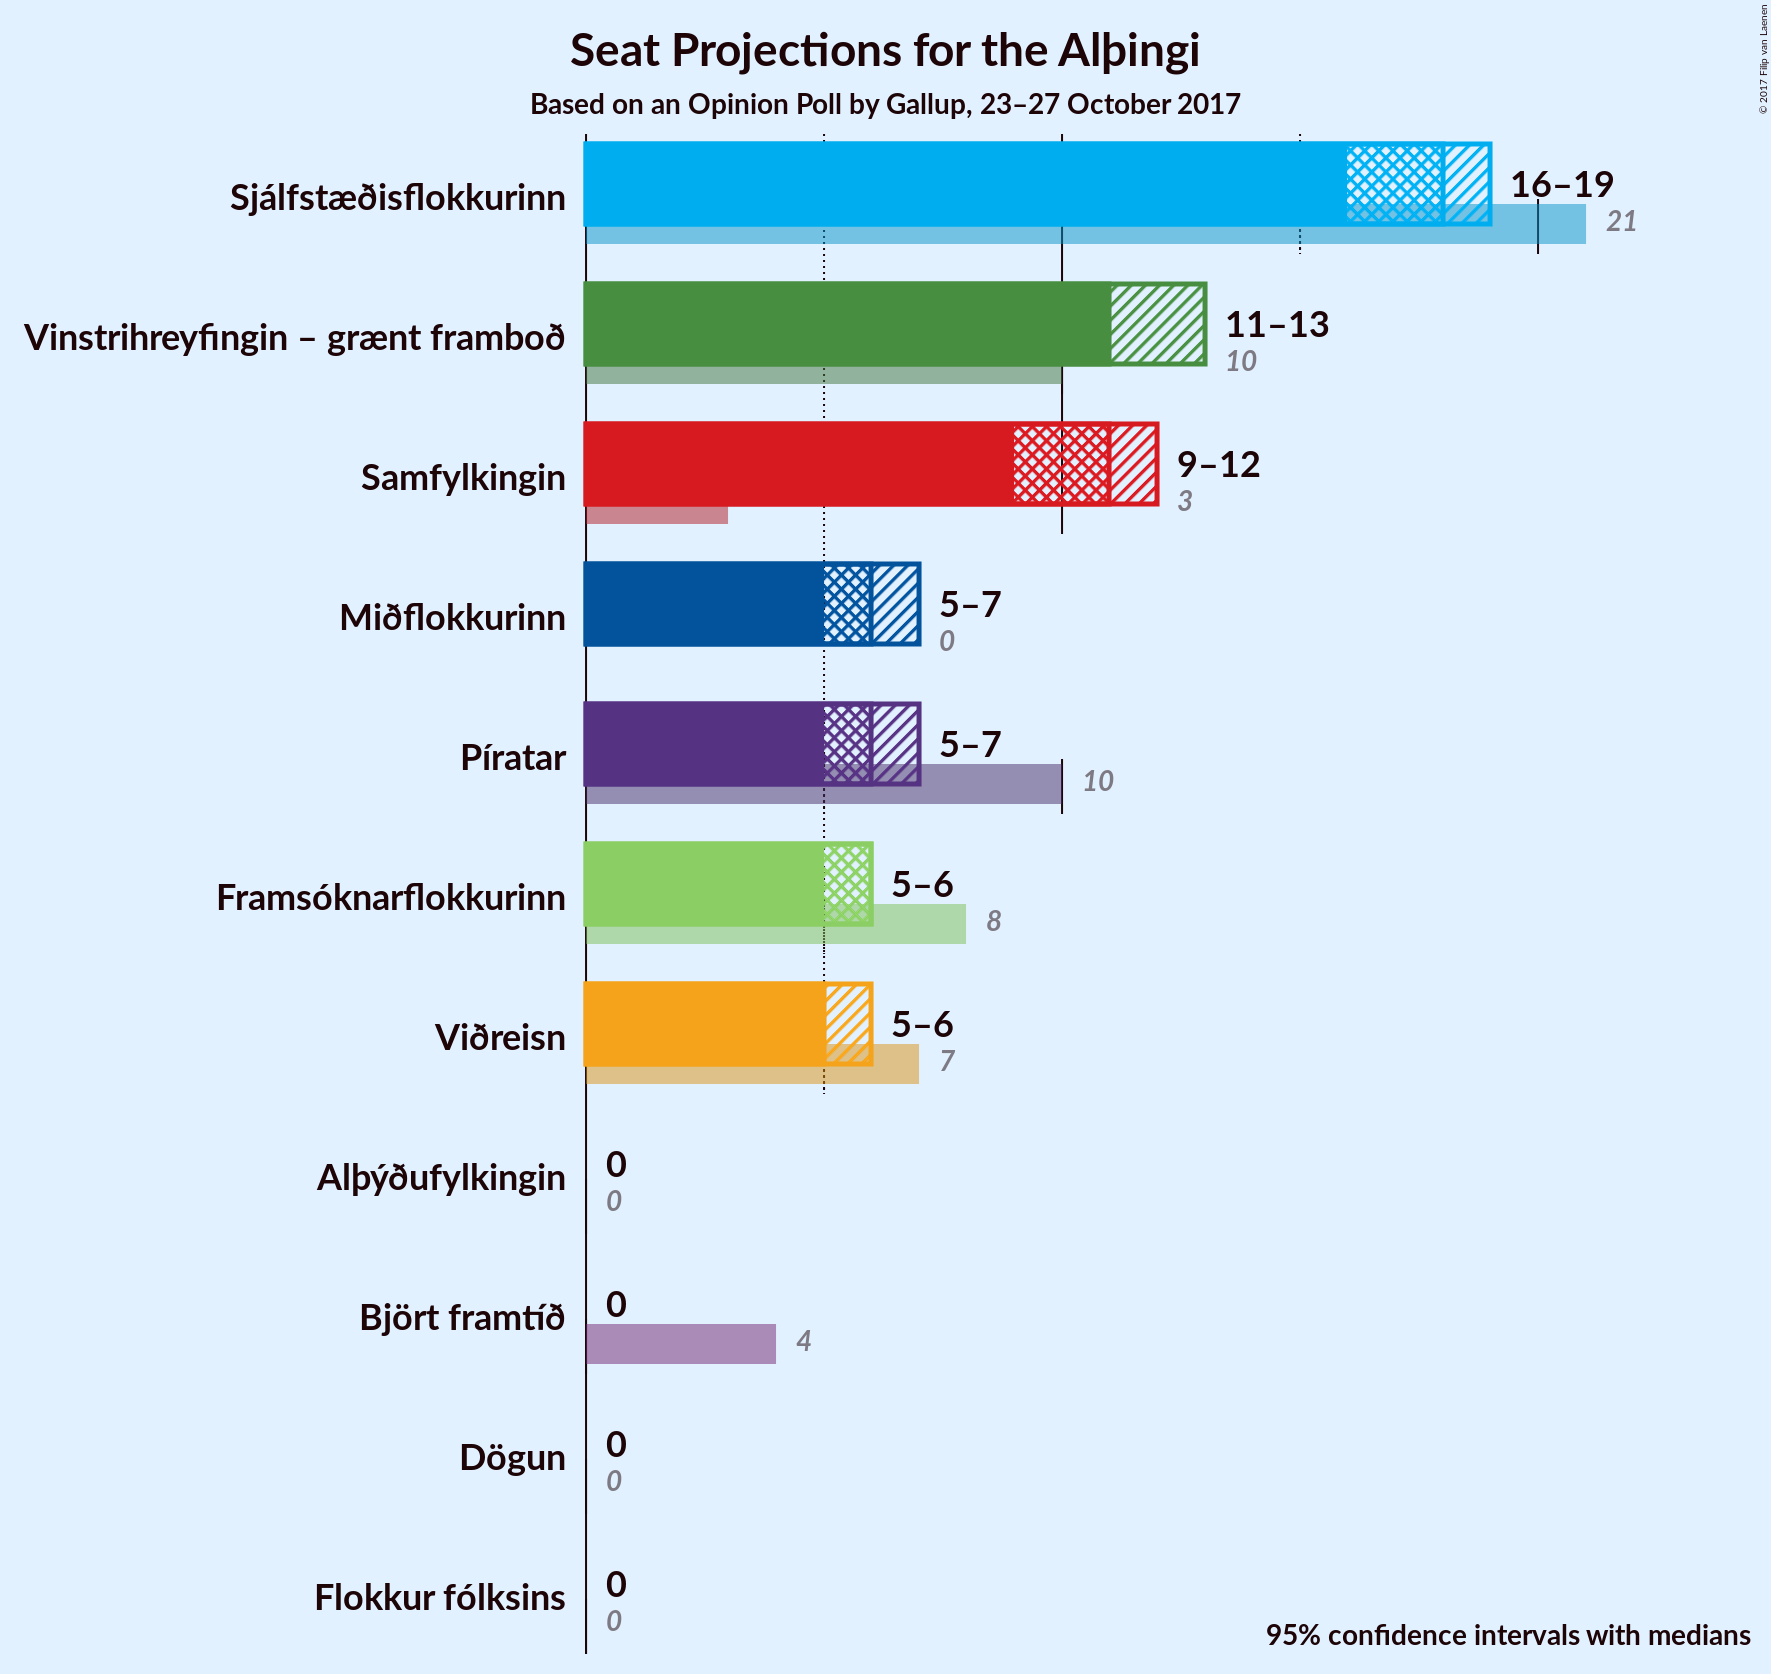 Seat Projections for the Alþingi
Based on an Opinion Poll by Gallup, 23–27 October 2017
© 2017 Filip van Laenen
Sjálfstæðisflokkurinn
16–19
21
Vinstrihreyfingin – grænt framboð
11–13
10
Samfylkingin
9–12
3
Miðflokkurinn
5–7
0
Píratar
5–7
10
Framsóknarflokkurinn
5–6
8
Viðreisn
5–6
7
Alþýðufylkingin
0
0
Björt framtíð
0
4
Dögun
0
0
Flokkur fólksins
0
0
95% confidence intervals with medians